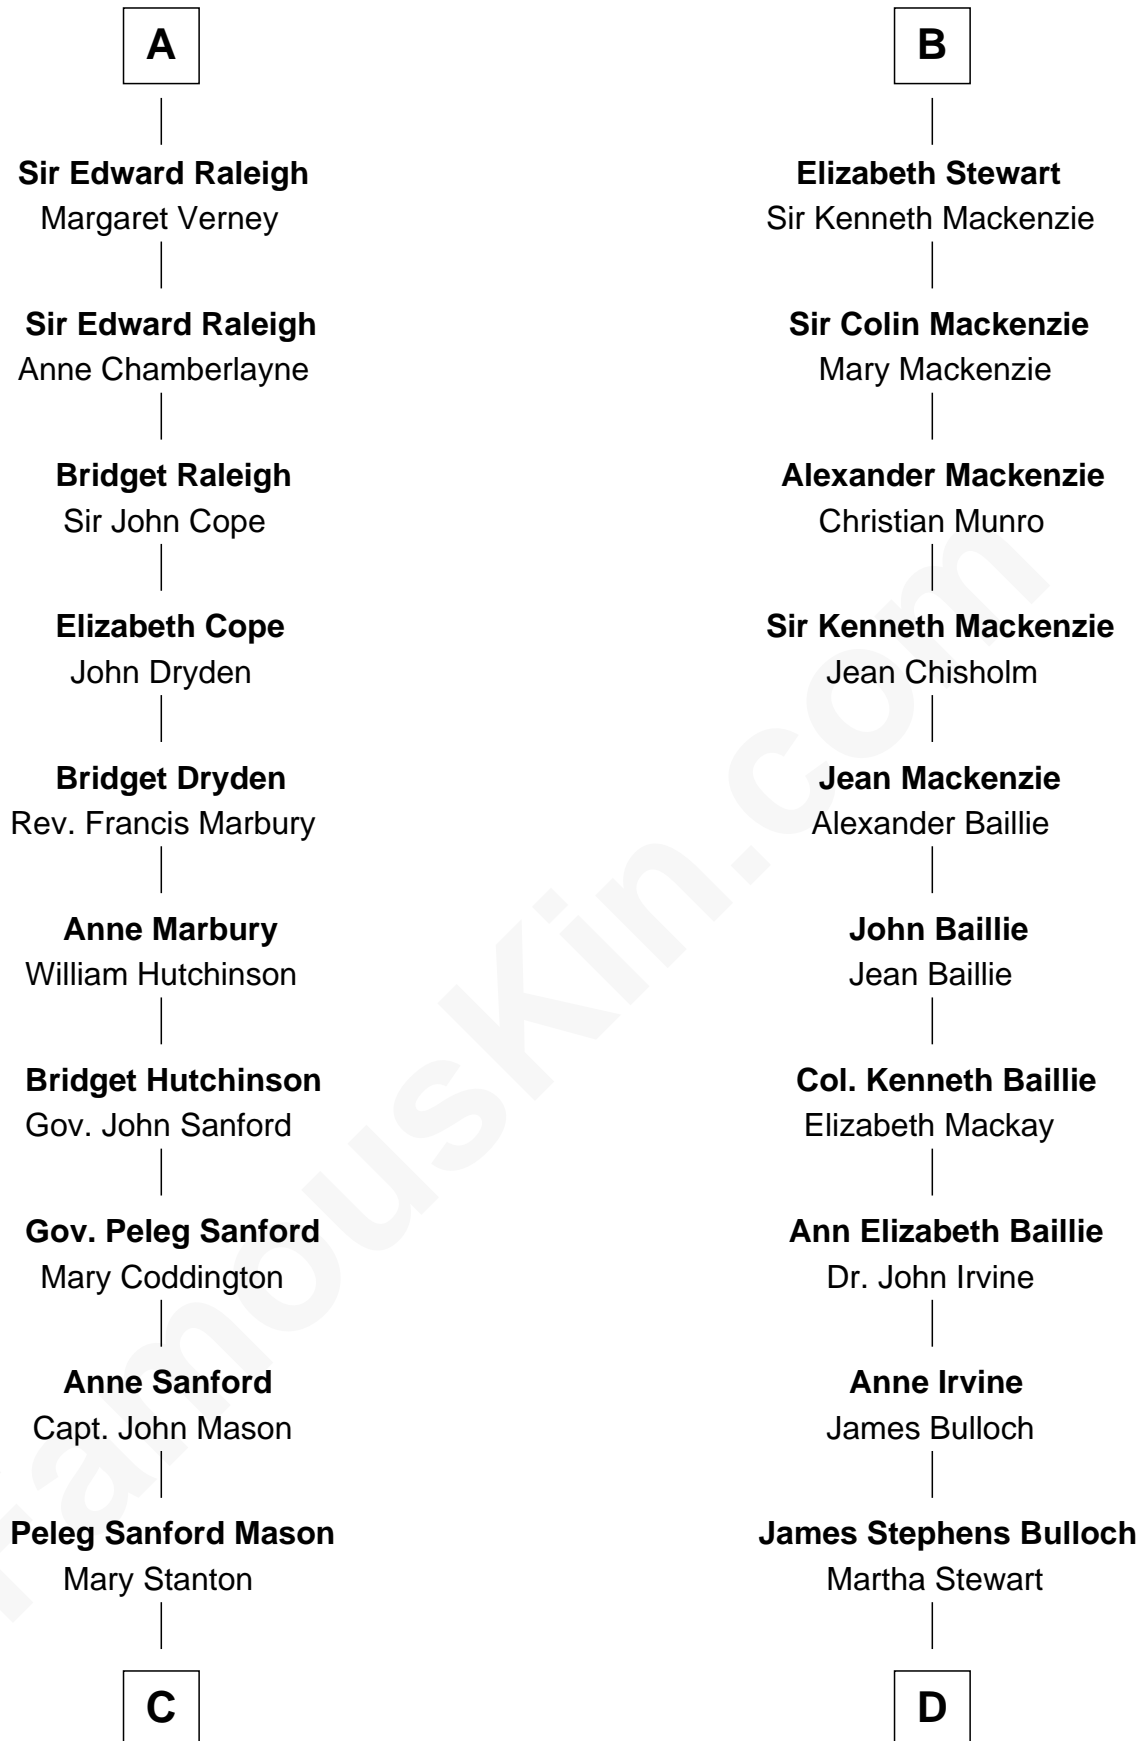 A
Sir Edward Raleigh
Margaret Verney
Sir Edward Raleigh
Anne Chamberlayne
Bridget Raleigh
Sir John Cope
Elizabeth Cope
John Dryden
Bridget Dryden
Rev. Francis Marbury
Anne Marbury
William Hutchinson
Bridget Hutchinson
Gov. John Sanford
Gov. Peleg Sanford
Mary Coddington
Anne Sanford
Capt. John Mason
Peleg Sanford Mason
Mary Stanton
C
B
Elizabeth Stewart
Sir Kenneth Mackenzie
Sir Colin Mackenzie
Mary Mackenzie
Alexander Mackenzie
Christian Munro
Sir Kenneth Mackenzie
Jean Chisholm
Jean Mackenzie
Alexander Baillie
John Baillie
Jean Baillie
Col. Kenneth Baillie
Elizabeth Mackay
Ann Elizabeth Baillie
Dr. John Irvine
Anne Irvine
James Bulloch
James Stephens Bulloch
Martha Stewart
D
FamousKin.com